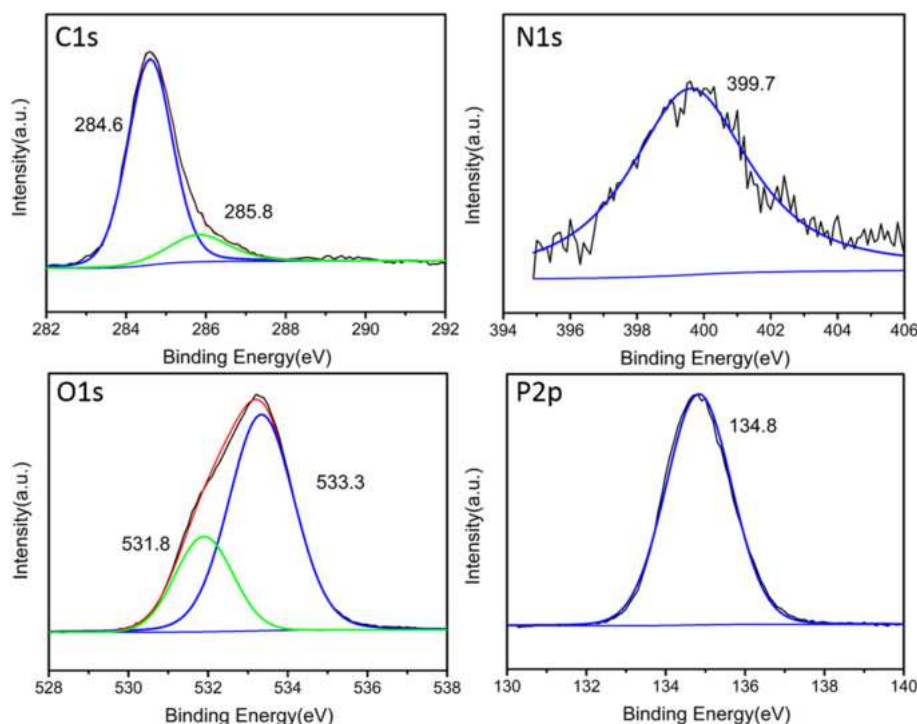 C1s
284.6
285.8
Intensity(a.u.)
282 284 286 288 290 292
Binding Energy(eV)
N1s
399.7
Intensity(a.u.)
394 396 398 400 402 404 406
Binding Energy(eV)
O1s
533.3
531.8
Intensity(a.u.)
528 530 532 534 536 538
Binding Energy(eV)
P2p
134.8
Intensity(a.u.)
130 132 134 136 138 140
Binding Energy(eV)